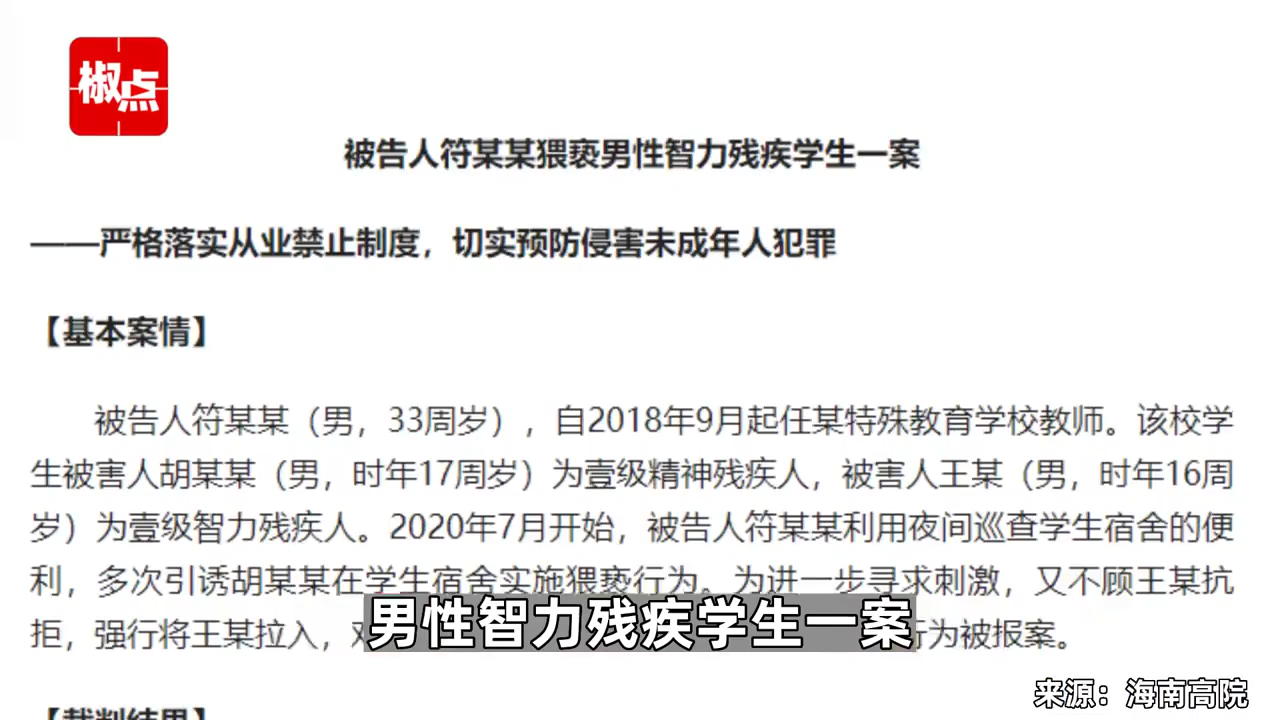 椒点
被告人符某某猥亵男性智力残疾学生一案
——严格落实从业禁止制度，切实预防侵害未成年人犯罪
【基本案情】
被告人符某某（男，33周岁），自2018年9月起任某特殊教育学校教师。该校学
生被害人胡某某（男，时年17周岁）为壹级精神残疾人，被害人王某（男，时年16周
岁）为壹级智力残疾人。2020年7月开始，被告人符某某利用夜间巡查学生宿舍的便
利，多次引诱胡某某在学生宿舍实施猥亵行为。为进一步寻求刺激，又不顾王某抗
拒，强行将王某拉入，
行为被报案。
男性智力残疾学生一案
来源：海南高院
【裁判结果】